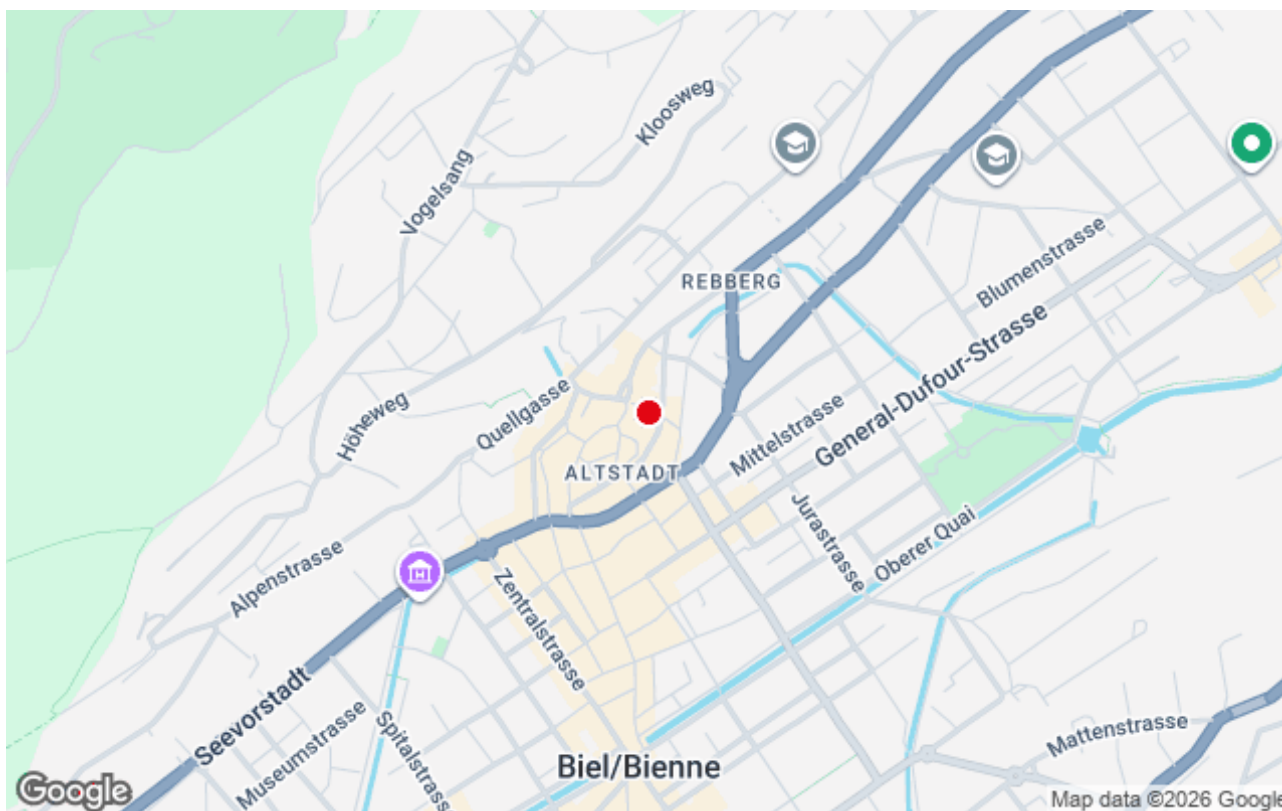 Kloosweg
Vogelsang
REBBERG
Blumenstrasse
General-Dufour-Strasse
Höheweg
Quellgasse
Mittelstrasse
ALTSTADT
Jurastrasse
Oberer Quai
Alpenstrasse
Zentralstrasse
Seevorstadt
Museumstrasse
Spitalstrass
Mattenstrasse
Biel/Bienne
Google
Map data ©2026 Google